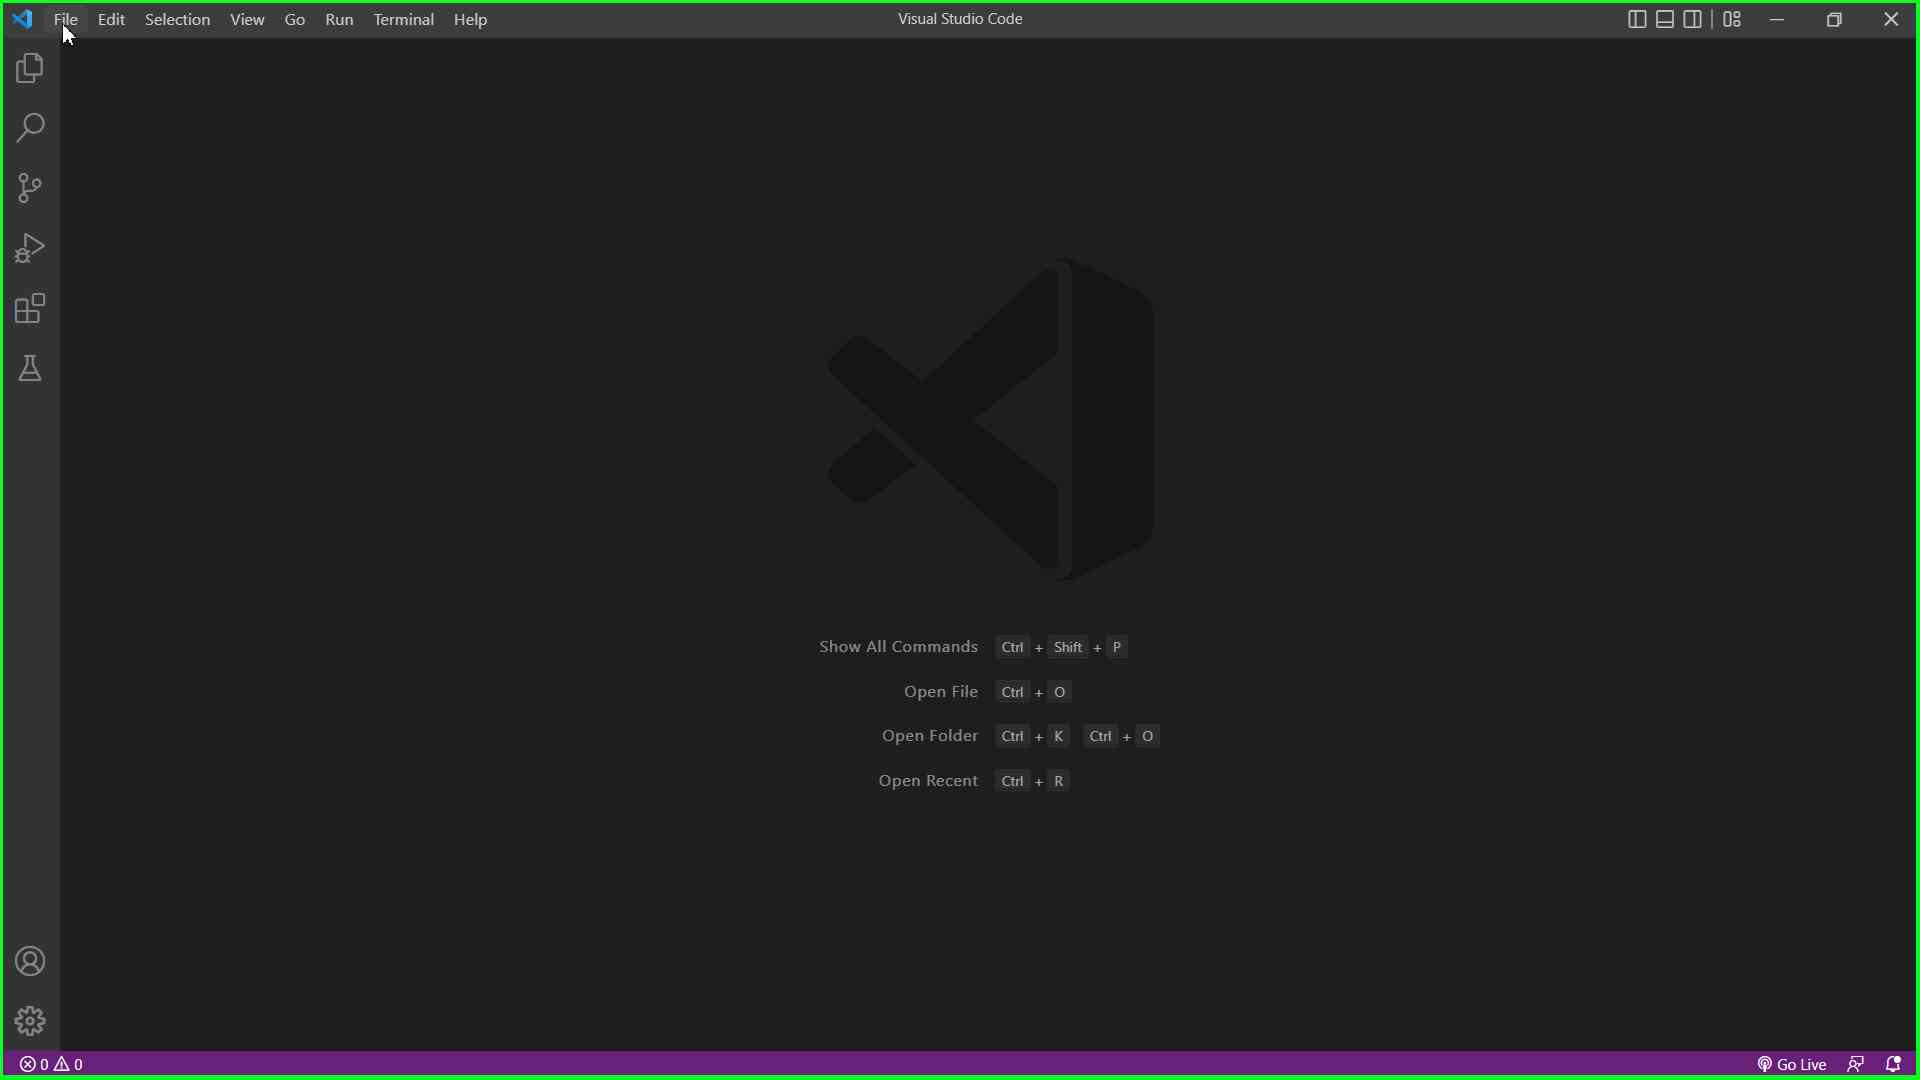 File Edit Selection View Go Run Terminal Help Visual Studio Code
Show All Commands Ctrl + Shift + P
Open File Ctrl + O
Open Folder Ctrl + K Ctrl + O
Open Recent Ctrl + R
0 0 Go Live